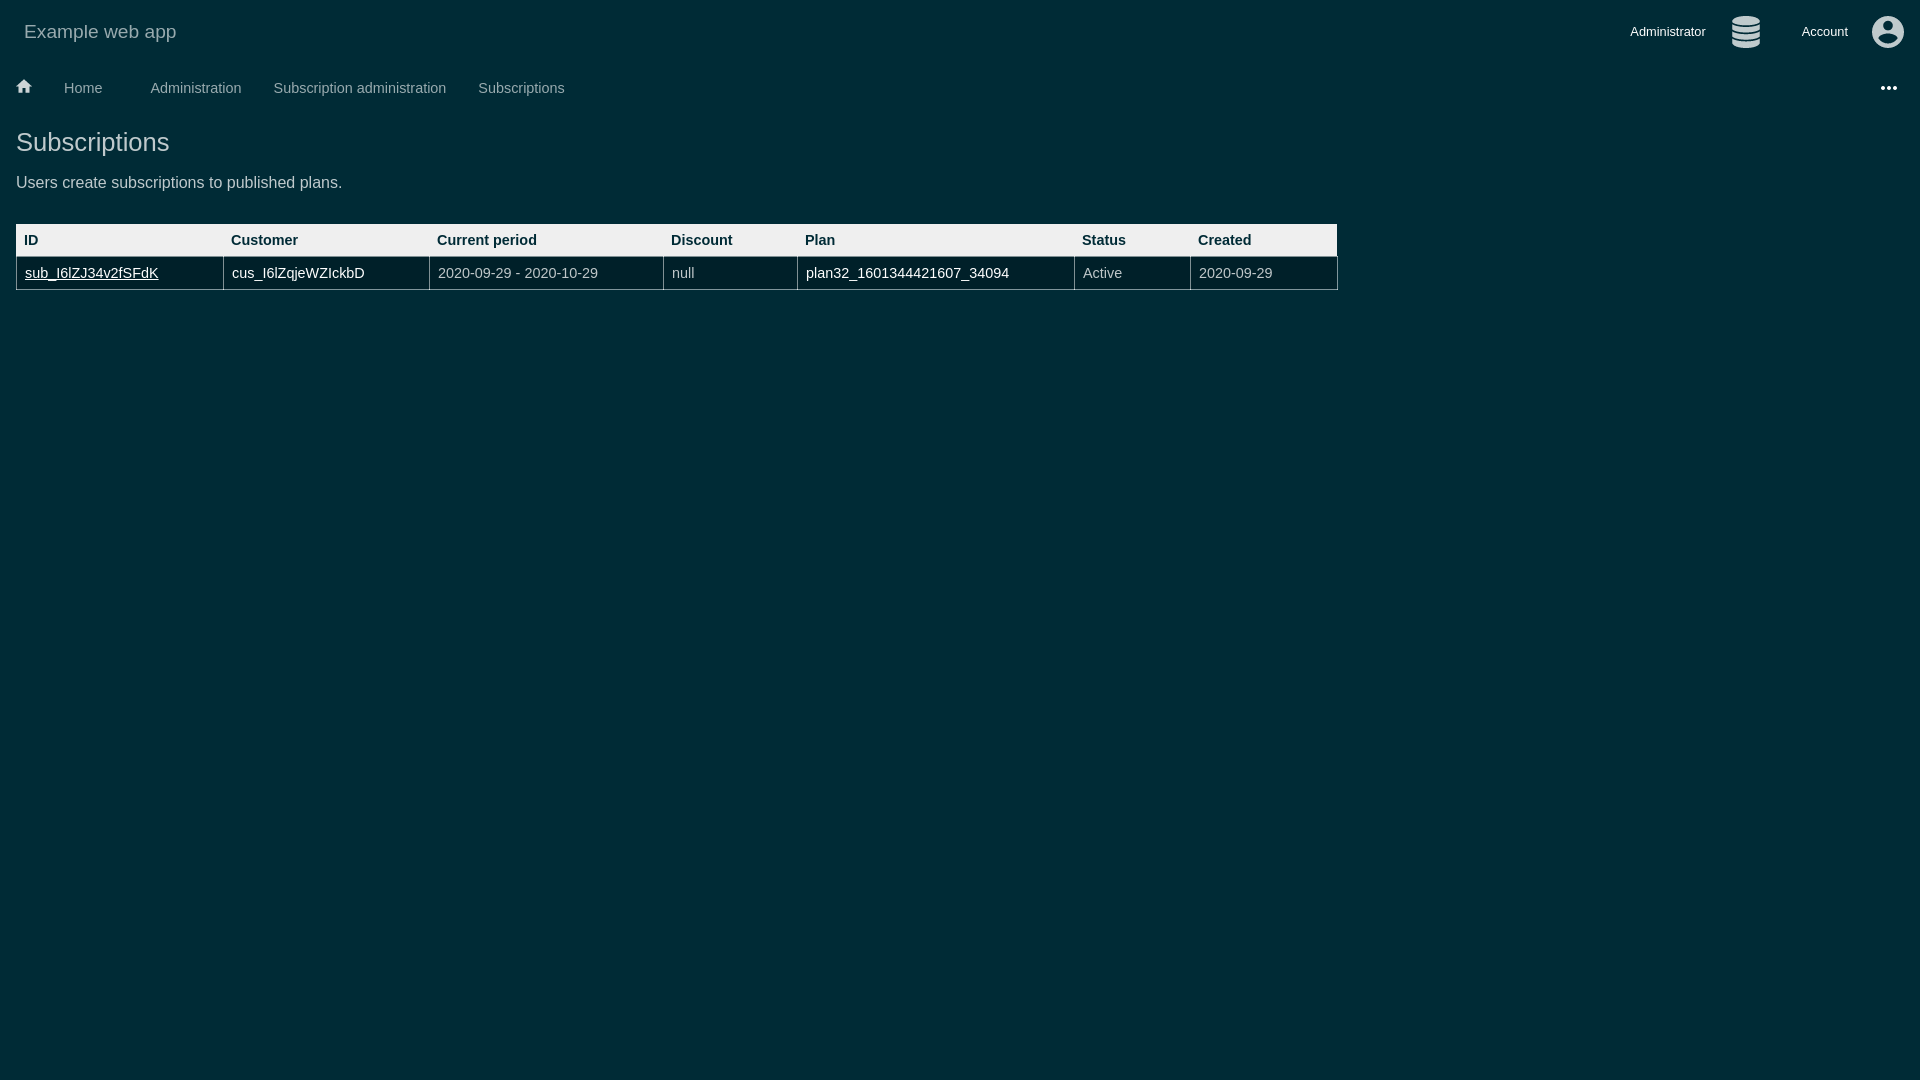 Example web app
Administrator
Account
Home Administration Subscription administration Subscriptions
Subscriptions
Users create subscriptions to published plans.
ID Customer Current period Discount Plan Status Created
sub_I6lZJ34v2fSFdK cus_I6lZqjeWZIckbD 2020-09-29 - 2020-10-29 null plan32_1601344421607_34094 Active 2020-09-29